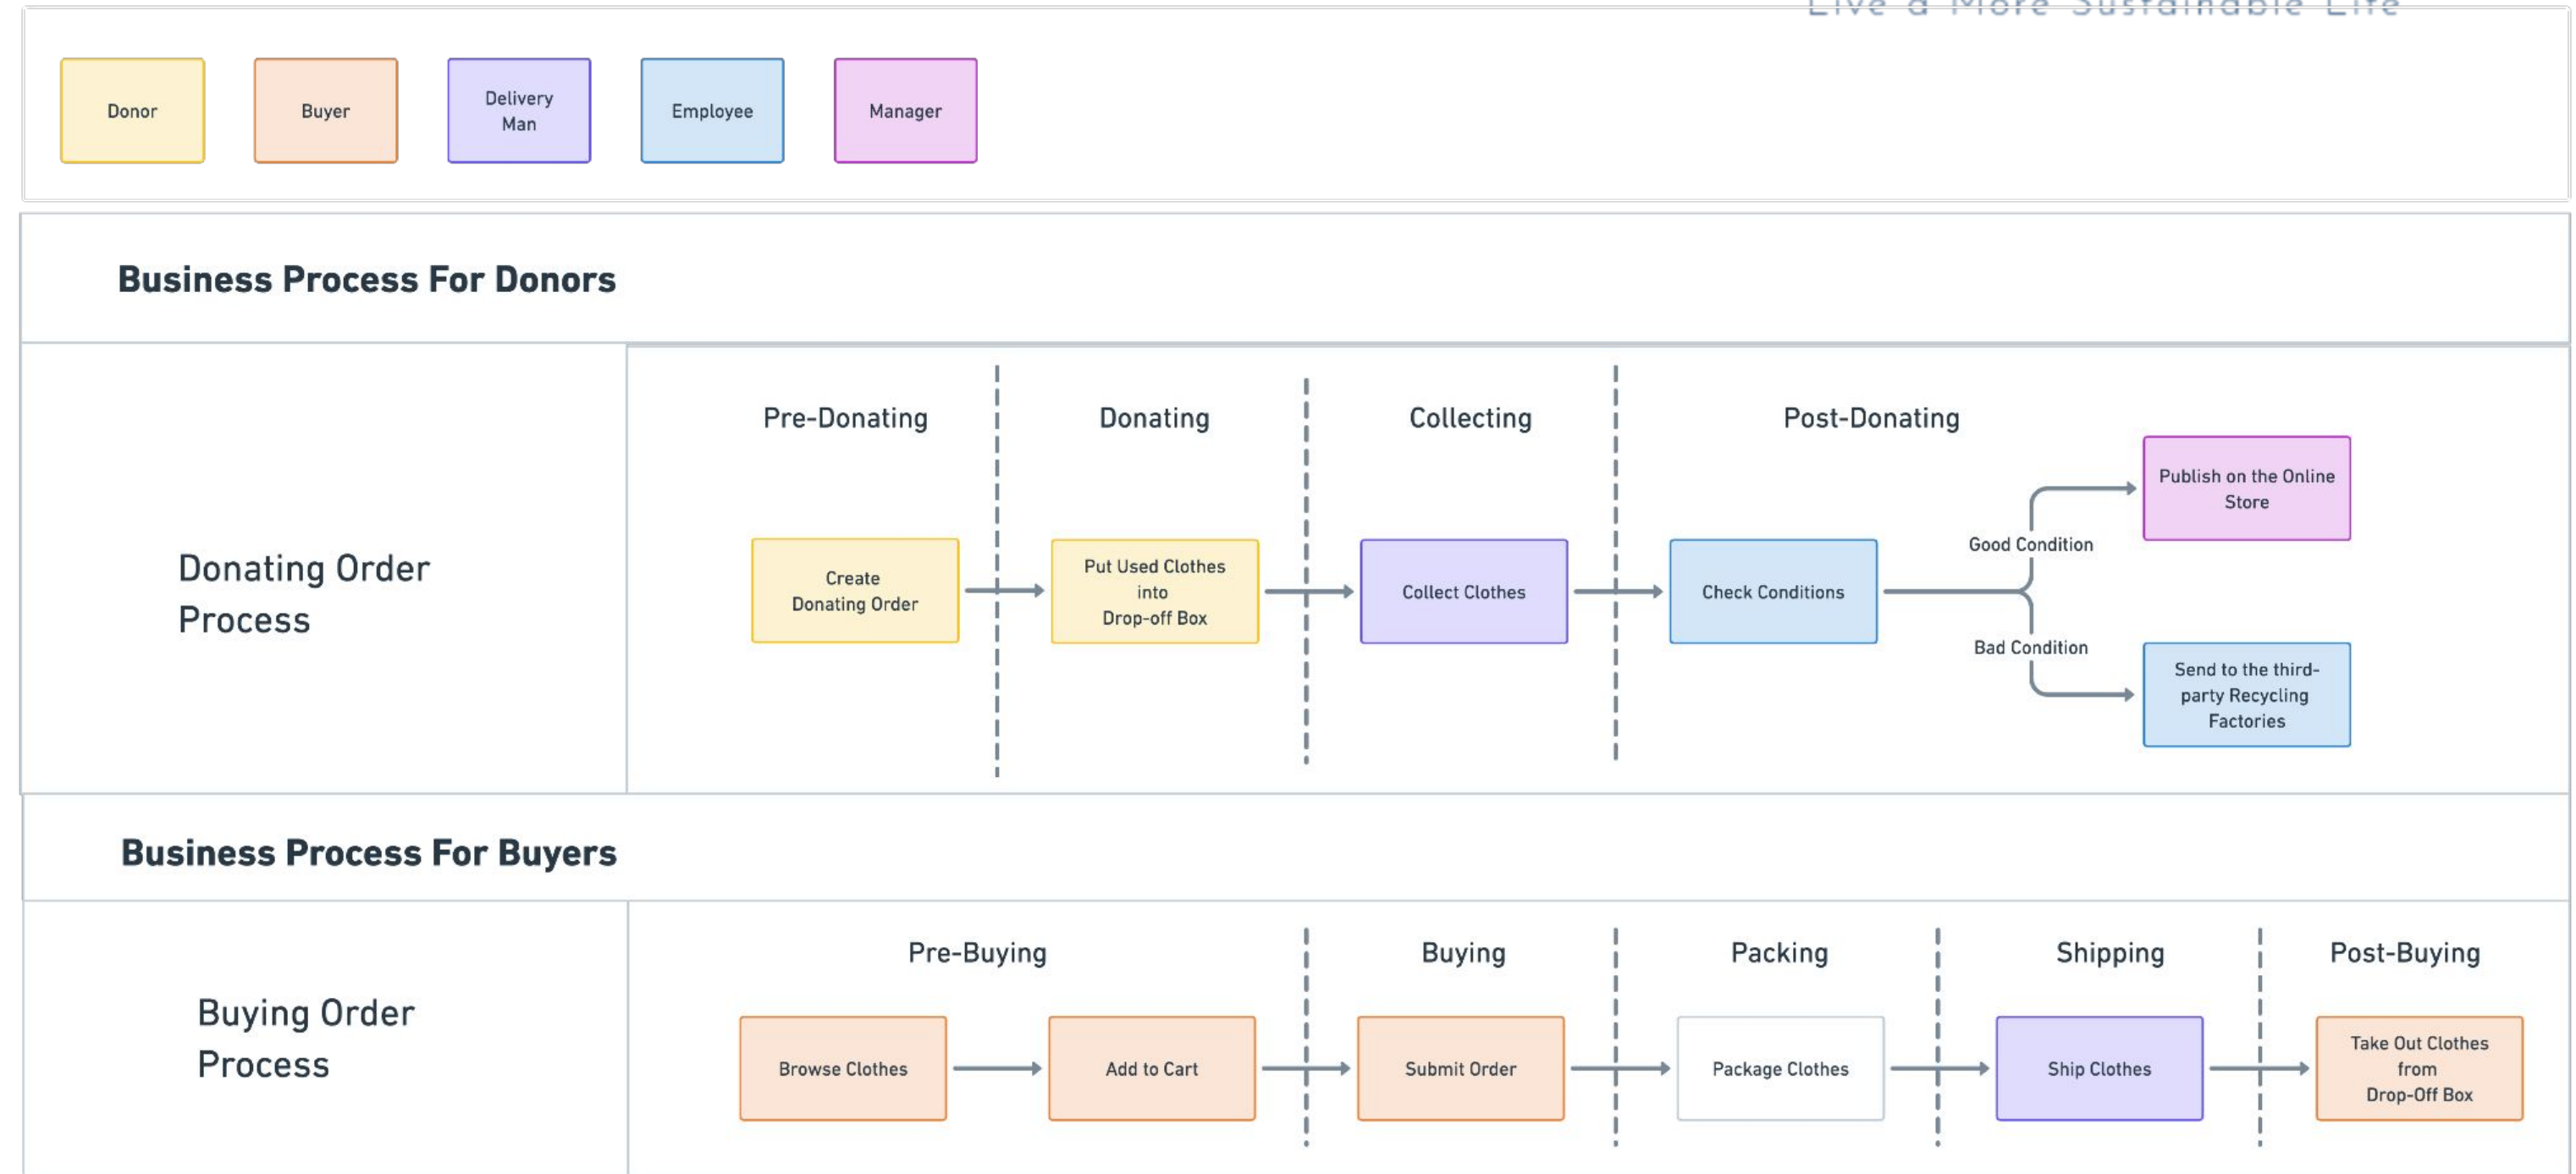 Live a More Sustainable Life
Donor
Buyer
Delivery
Man
Employee
Manager
Business Process For Donors
Donating Order
Process
Pre-Donating
Donating
Collecting
Post-Donating
Create
Donating Order
Put Used Clothes
into
Drop-off Box
Collect Clothes
Check Conditions
Good Condition
Bad Condition
Publish on the Online
Store
Send to the third-
party Recycling
Factories
Business Process For Buyers
Buying Order
Process
Pre-Buying
Buying
Packing
Shipping
Post-Buying
Browse Clothes
Add to Cart
Submit Order
Package Clothes
Ship Clothes
Take Out Clothes
from
Drop-Off Box